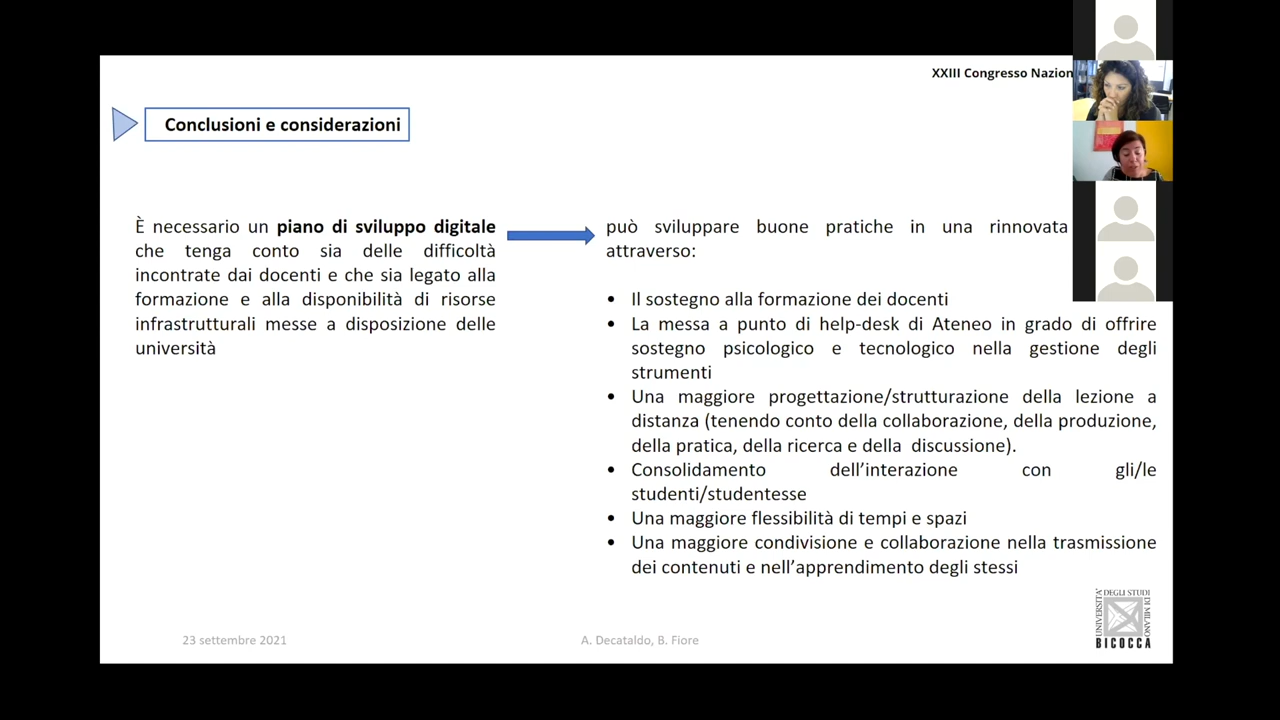 XXIII Congresso Nazion
Conclusioni e considerazioni
È necessario un piano di sviluppo digitale
che tenga conto sia delle difficoltà
incontrate dai docenti e che sia legato alla
formazione e alla disponibilità di risorse
infrastrutturali messe a disposizione delle
università
può sviluppare buone pratiche in una rinnovata
attraverso:
• Il sostegno alla formazione dei docenti
• La messa a punto di help-desk di Ateneo in grado di offrire
sostegno psicologico e tecnologico nella gestione degli
strumenti
• Una maggiore progettazione/strutturazione della lezione a
distanza (tenendo conto della collaborazione, della produzione,
della pratica, della ricerca e della discussione).
• Consolidamento dell'interazione con gli/le
studenti/studentesse
• Una maggiore flessibilità di tempi e spazi
• Una maggiore condivisione e collaborazione nella trasmissione
dei contenuti e nell'apprendimento degli stessi
UNIVERSITA' DEGLI STUDI DI MILANO
BICOCCA
23 settembre 2021
A. Decataldo, B. Fiore